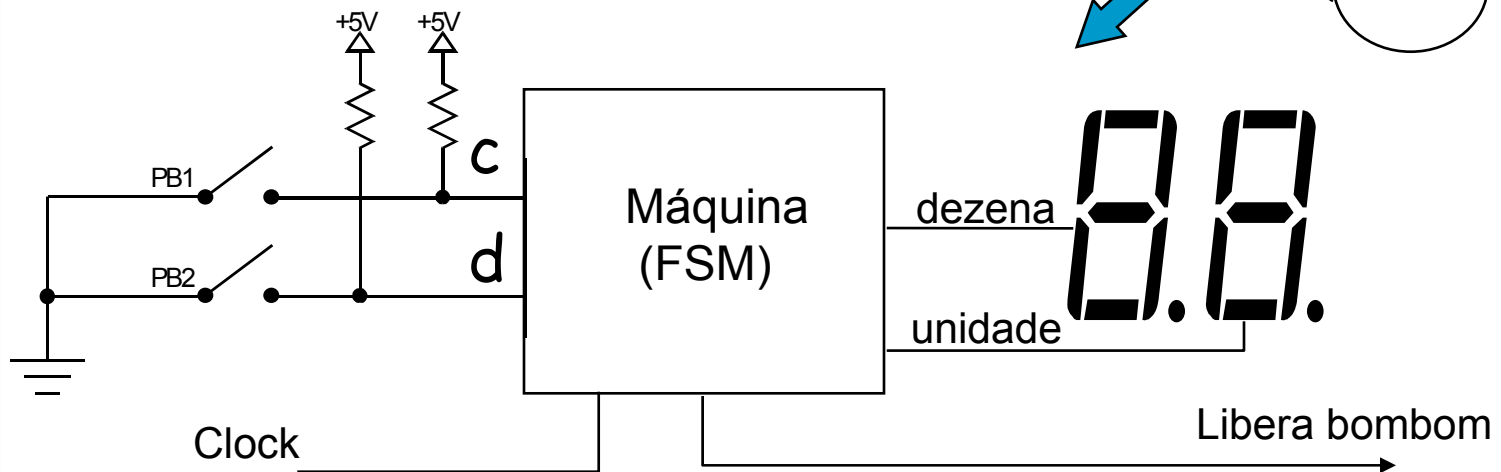 +5V +5V
c
PB1
Máquina
(FSM)
dezena
d
PB2
unidade
Clock
Libera bombom